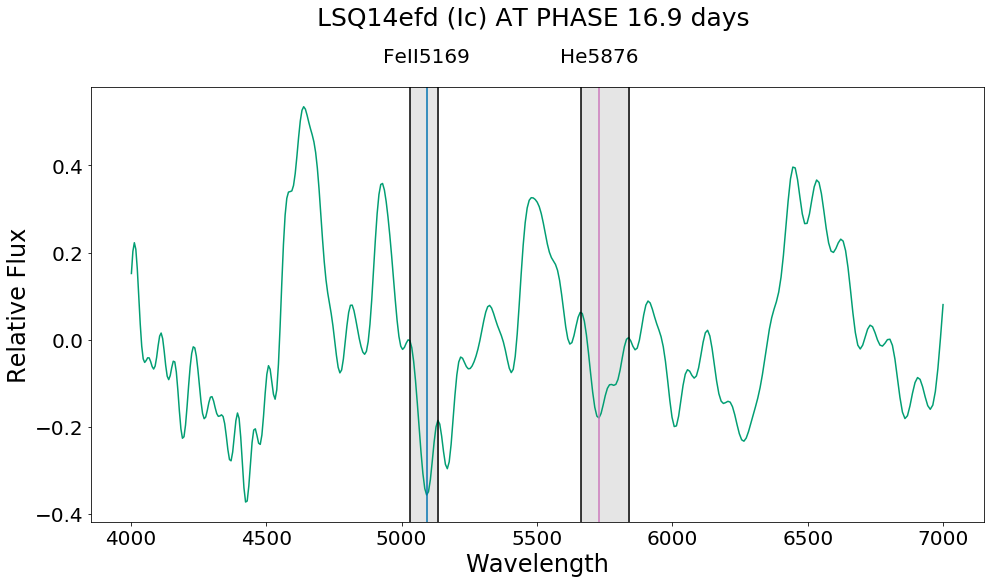 LSQ14efd (Ic) AT PHASE 16.9 days
FeII5169 He5876
0.4
0.2
0.0
−0.2
−0.4
Relative Flux
4000 4500 5000 5500 6000 6500 7000
Wavelength